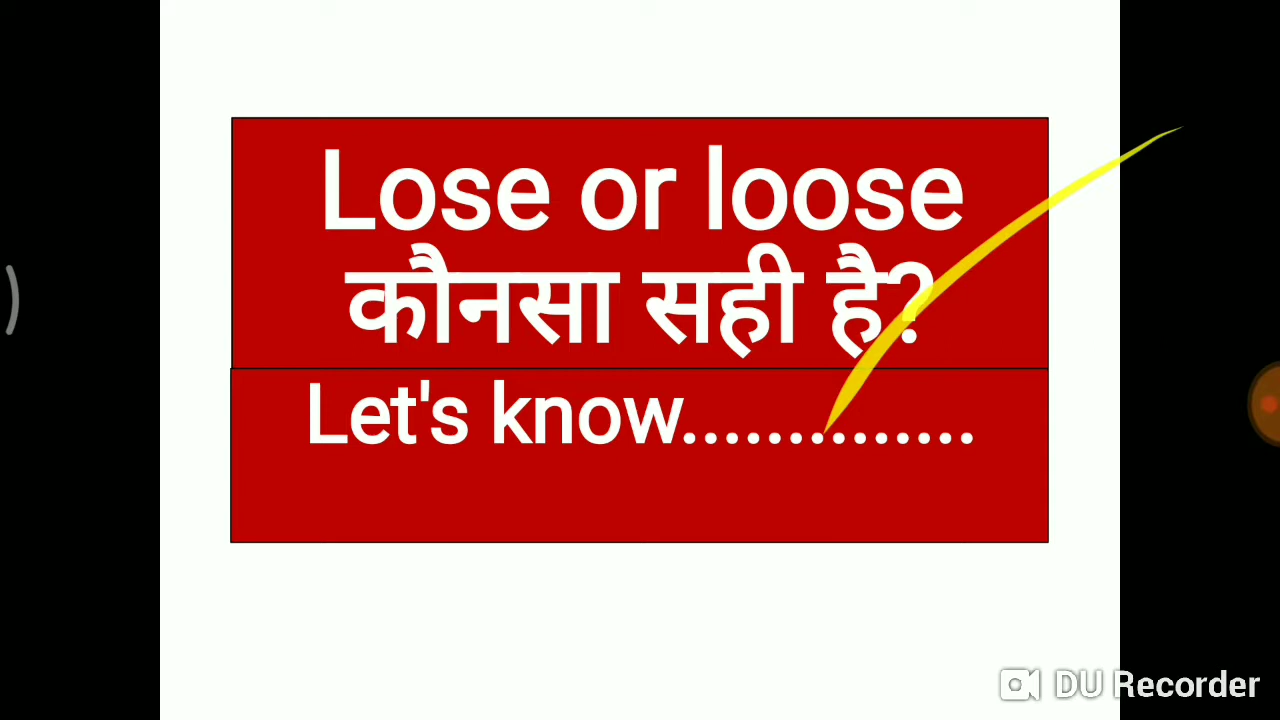 Lose or loose
कौनसा सही है?
Let's know..............
DU Recorder